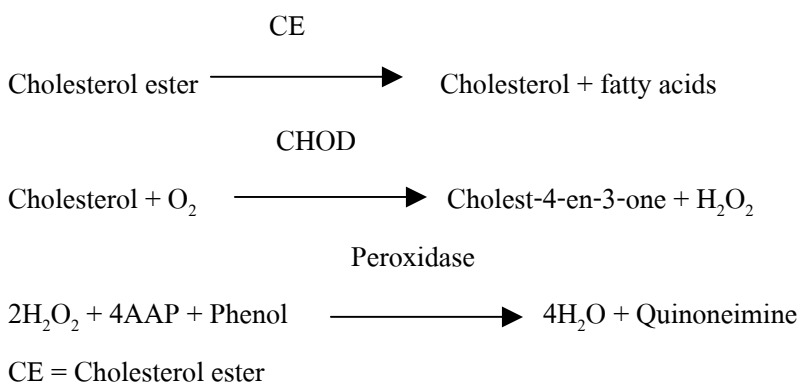 CE
Cholesterol ester Cholesterol + fatty acids
CHOD
Cholesterol + O₂ Cholest-4-en-3-one + H₂O₂
Peroxidase
2H₂O₂ + 4AAP + Phenol 4H₂O + Quinoneimine
CE = Cholesterol ester